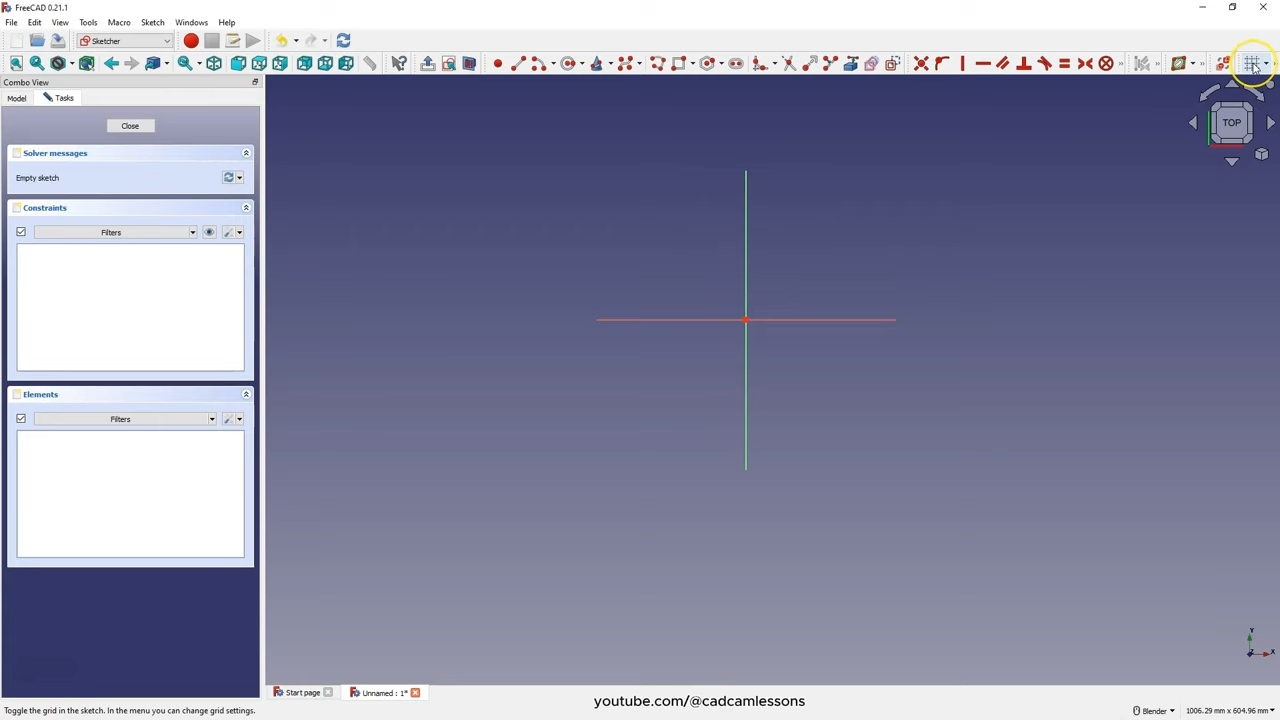 FreeCAD 0.21.1
File Edit View Tools Macro Sketch Windows Help
Sketcher
Combo View
Model Tasks
Close
Solver messages
Empty sketch
Constraints
Filters
Elements
Filters
TOP
Y
Z X
Start page Unnamed : 1*
youtube.com/@cadcamlessons
Toggle the grid in the sketch. In the menu you can change grid settings.
Blender 1006.29 mm x 604.96 mm